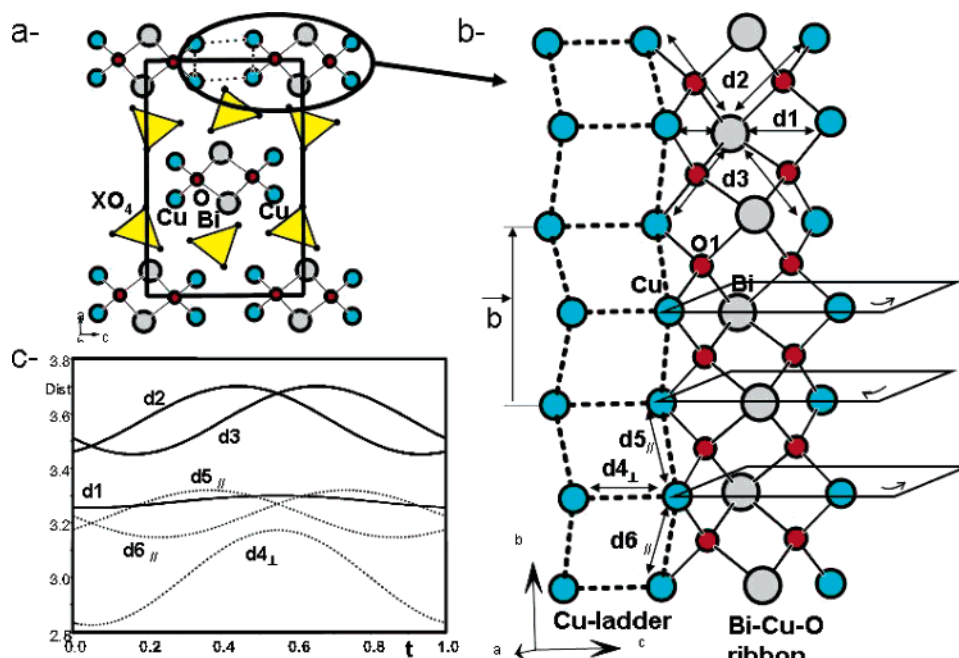 a-
XO4
Cu
O
Bi
Cu
a
c
b-
d2
d1
d3
O1
Cu
Bi
b
d5//
d4⊥
d6//
b
a
c
Cu-ladder
Bi-Cu-O
ribbon
c-
3.8
Dist
3.6
3.4
3.2
3.0
2.8
d2
d3
d1
d5//
d6//
d4⊥
0.0
0.2
0.4
0.6
0.8
1.0
t